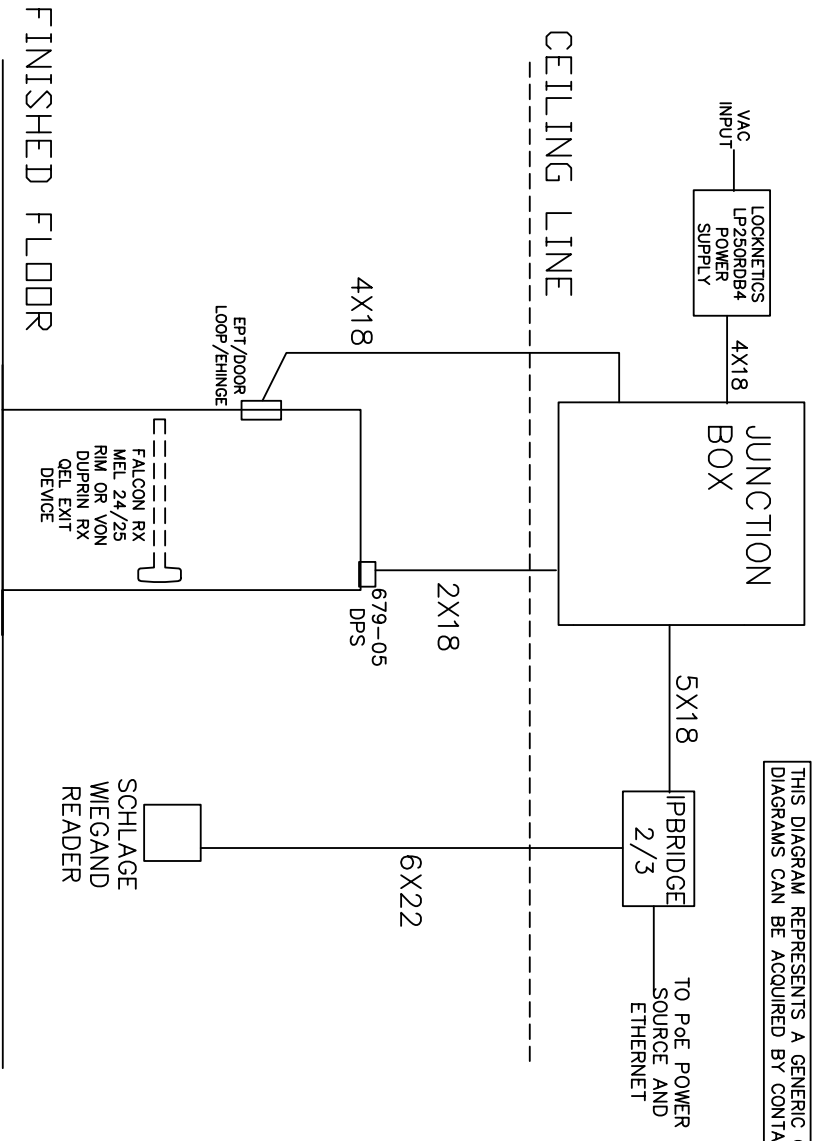 THIS DIAGRAM REPRESENTS A GENERIC
DIAGRAMS CAN BE ACQUIRED BY
VAC
INPUT
LOCKNETICS
LP250RDB4
POWER
SUPPLY
4X18
JUNCTION
BOX
5X18
IPBRIDGE
2/3
TO PoE POWER
SOURCE AND
ETHERNET
CEILING LINE
4X18
2X18
6X22
EPT/DOOR
LOOP/EHINGE
679-05
DPS
FALCON RX
MEL 24/25
RIM OR VON
DUPRIN RX
QEL EXIT
DEVICE
SCHLAGE
WIEGAND
READER
FINISHED FLOOR